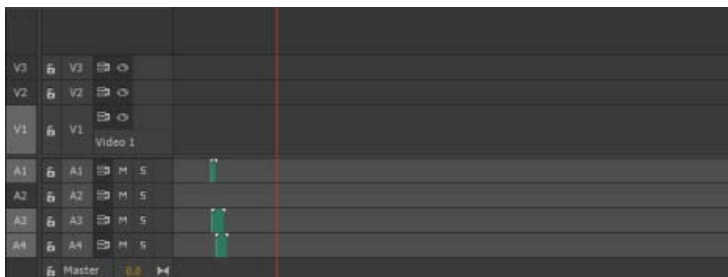 V3 V3
V2 V2
V1 V1
Video 1
A1 A1 M S
A2 A2 M S
A3 A3 M S
A4 A4 M S
Master 0.0